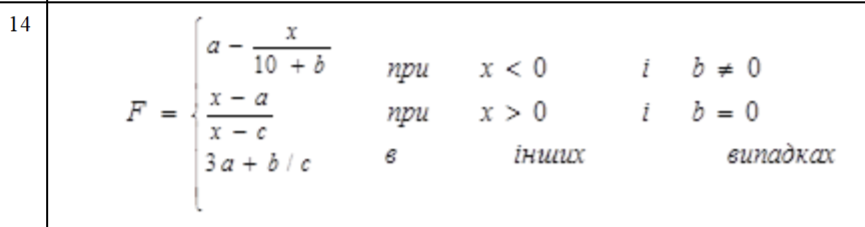 14
F = { a - x / (10 + b) при x < 0 і b ≠ 0
(x - a) / (x - c) при x > 0 і b = 0
3a + b / c в інших випадках